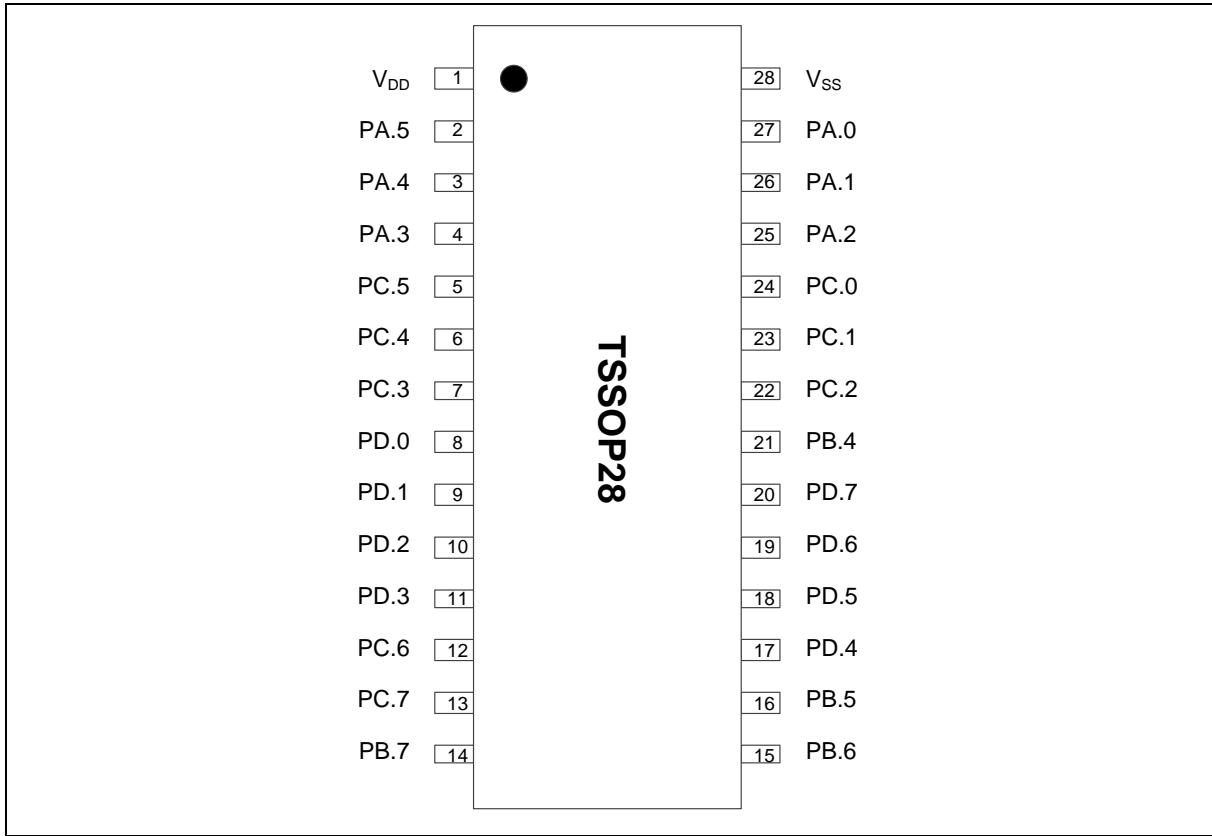 V_DD 1 28 V_SS
PA.5 2 27 PA.0
PA.4 3 26 PA.1
PA.3 4 25 PA.2
PC.5 5 24 PC.0
PC.4 6 23 PC.1
PC.3 7 22 PC.2
PD.0 8 21 PB.4
PD.1 9 20 PD.7
PD.2 10 19 PD.6
PD.3 11 18 PD.5
PC.6 12 17 PD.4
PC.7 13 16 PB.5
PB.7 14 15 PB.6
TSSOP28